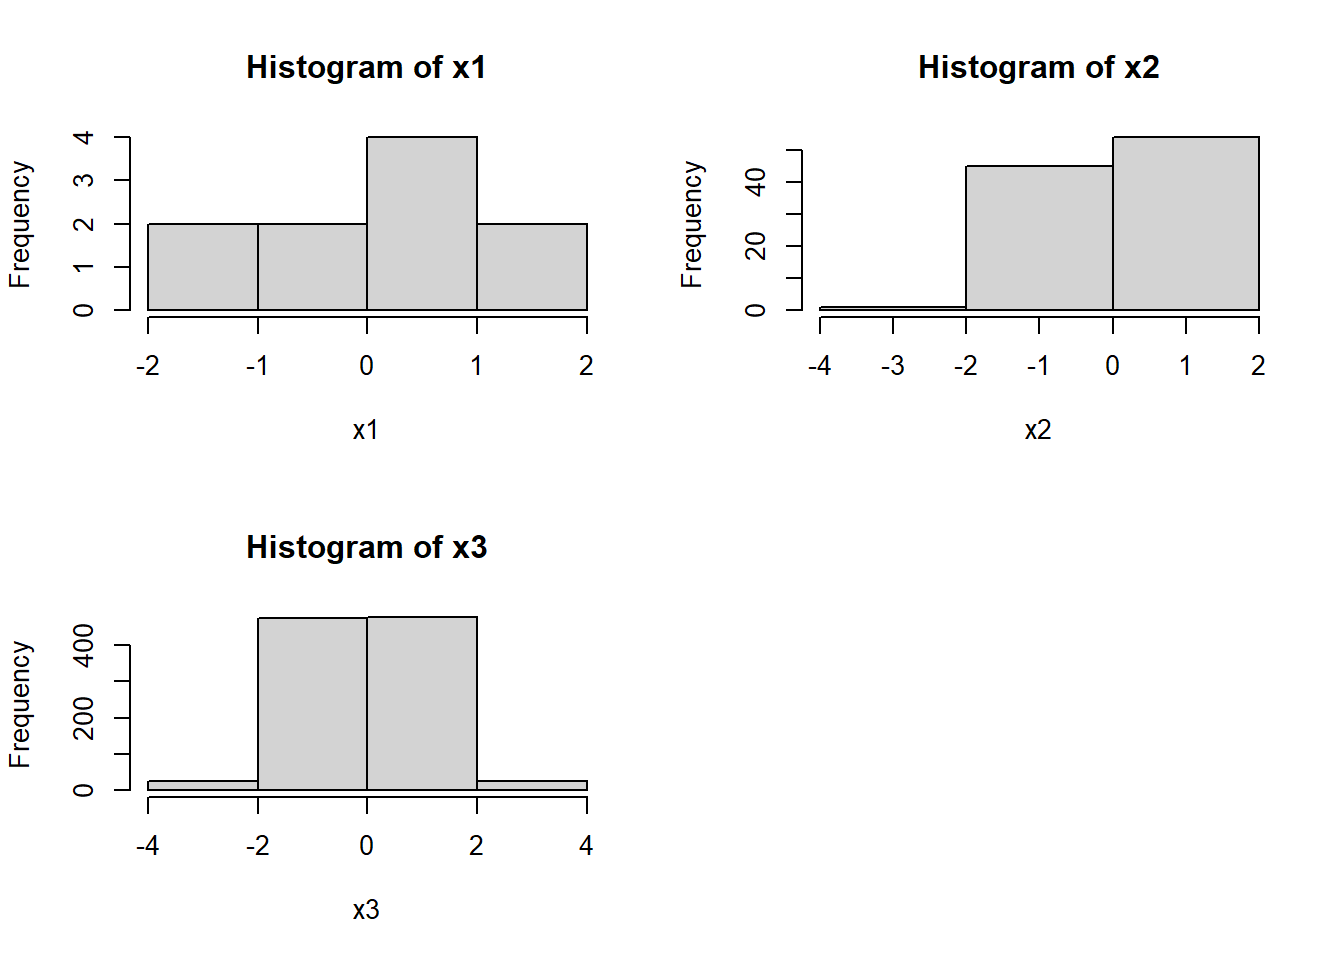 Histogram of x1
Frequency
0 1 2 3 4
-2 -1 0 1 2
x1
Histogram of x2
Frequency
0 20 40
-4 -3 -2 -1 0 1 2
x2
Histogram of x3
Frequency
0 200 400
-4 -2 0 2 4
x3